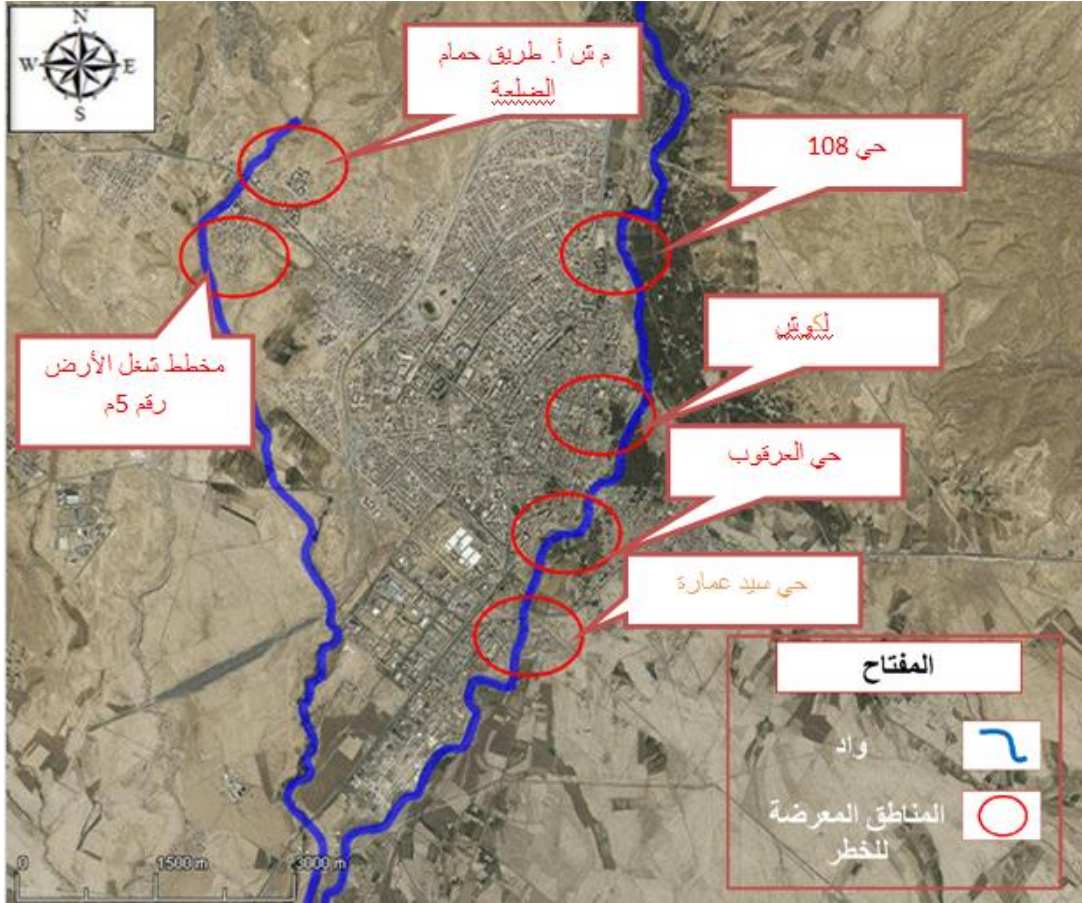 N
W
E
S
م ش أ. طريق حمام
الضلعة
حي 108
لكوش
مخطط شغل الأرض
رقم 5م
حي العرقوب
حي سيد عمارة
المفتاح
واد
المناطق المعرضة
للخطر
0
1500 m
3000 m